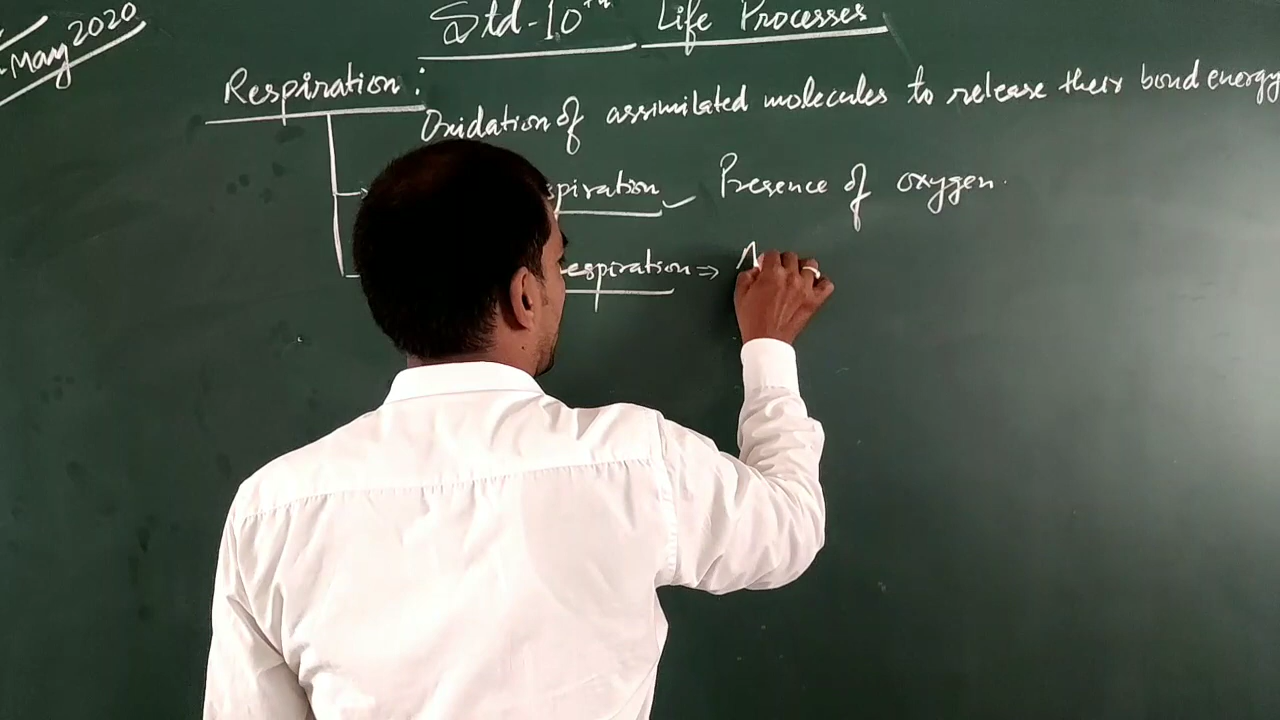 May 2020
Std-10th Life Processes
Respiration :
Oxidation of assimilated molecules to release their bond energy
spiration ✓ Presence of oxygen.
espiration ⇒ A